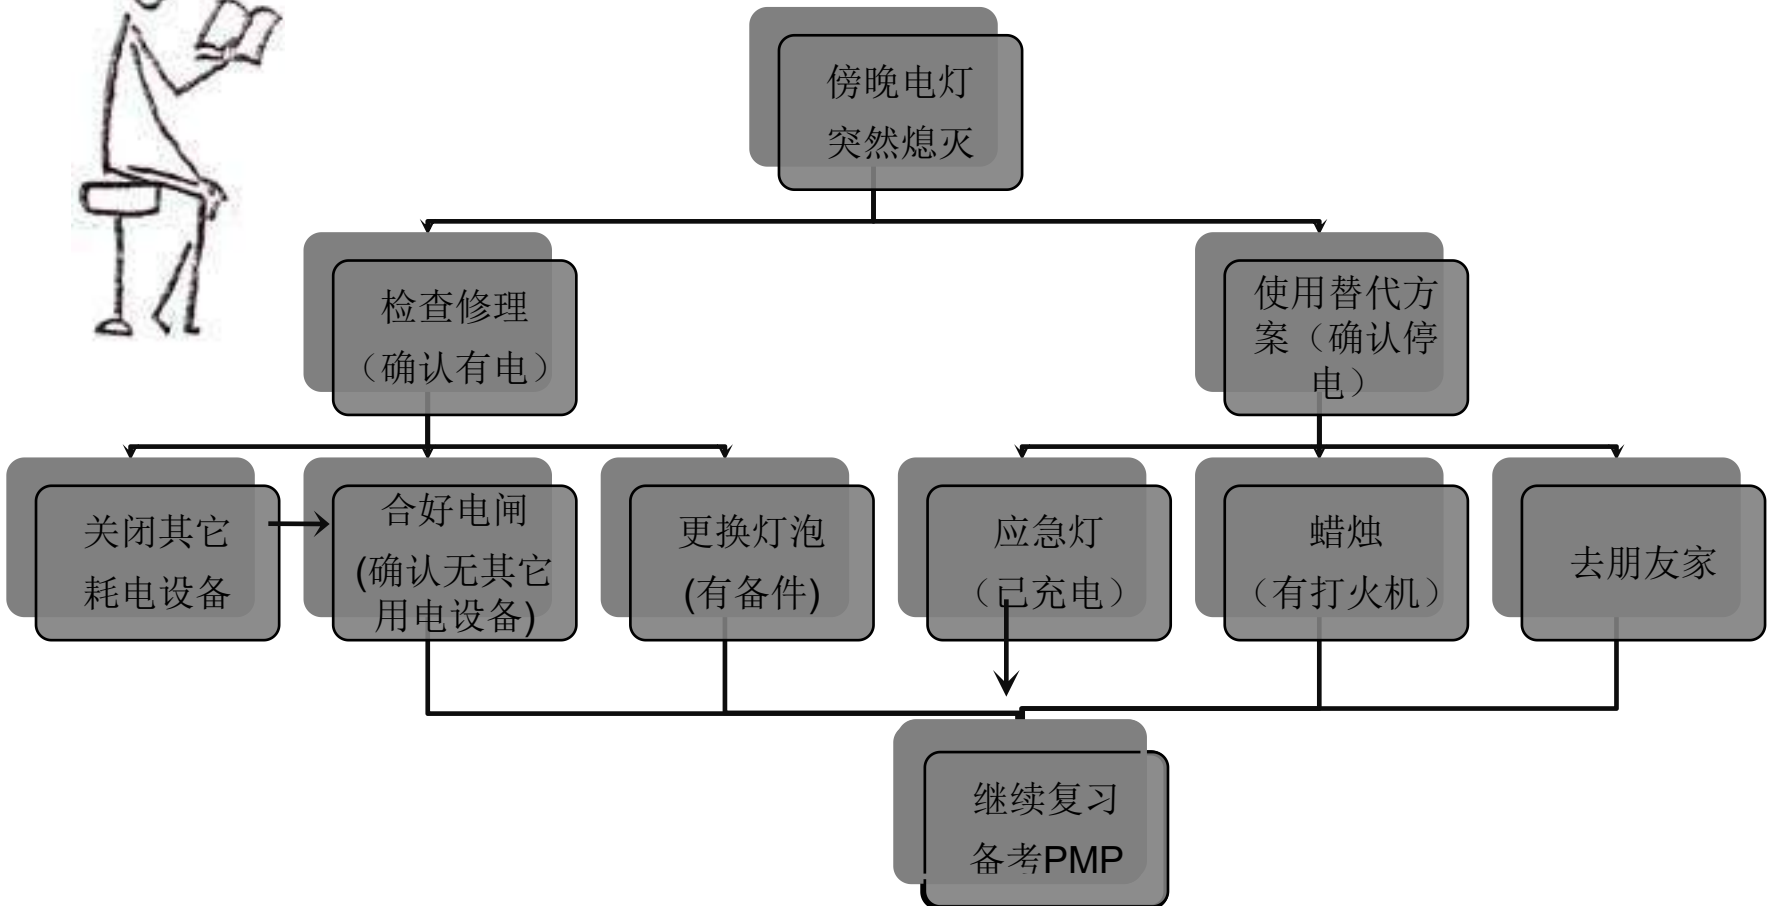 傍晚电灯
突然熄灭
检查修理
（确认有电）
使用替代方
案（确认停
电）
关闭其它
耗电设备
合好电闸
(确认无其它
用电设备)
更换灯泡
(有备件)
应急灯
（已充电）
蜡烛
（有打火机）
去朋友家
继续复习
备考PMP